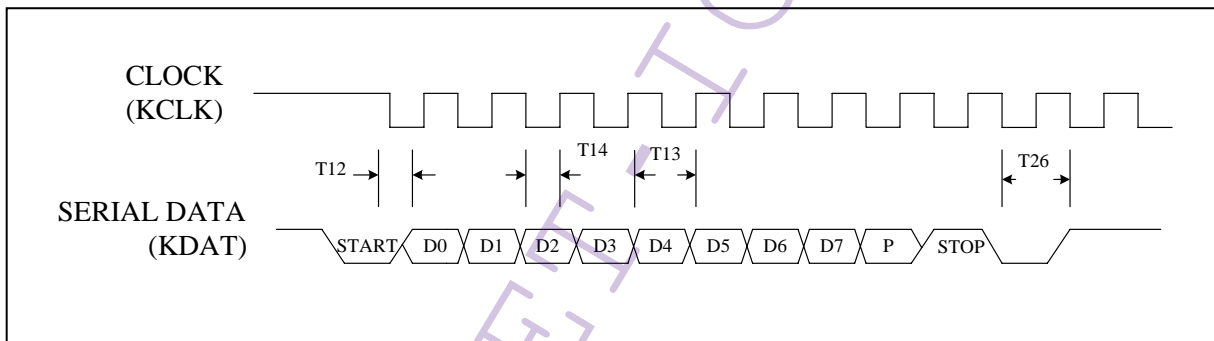 CLOCK
(KCLK)
T12
T14
T13
T26
SERIAL DATA
(KDAT)
START D0 D1 D2 D3 D4 D5 D6 D7 P STOP